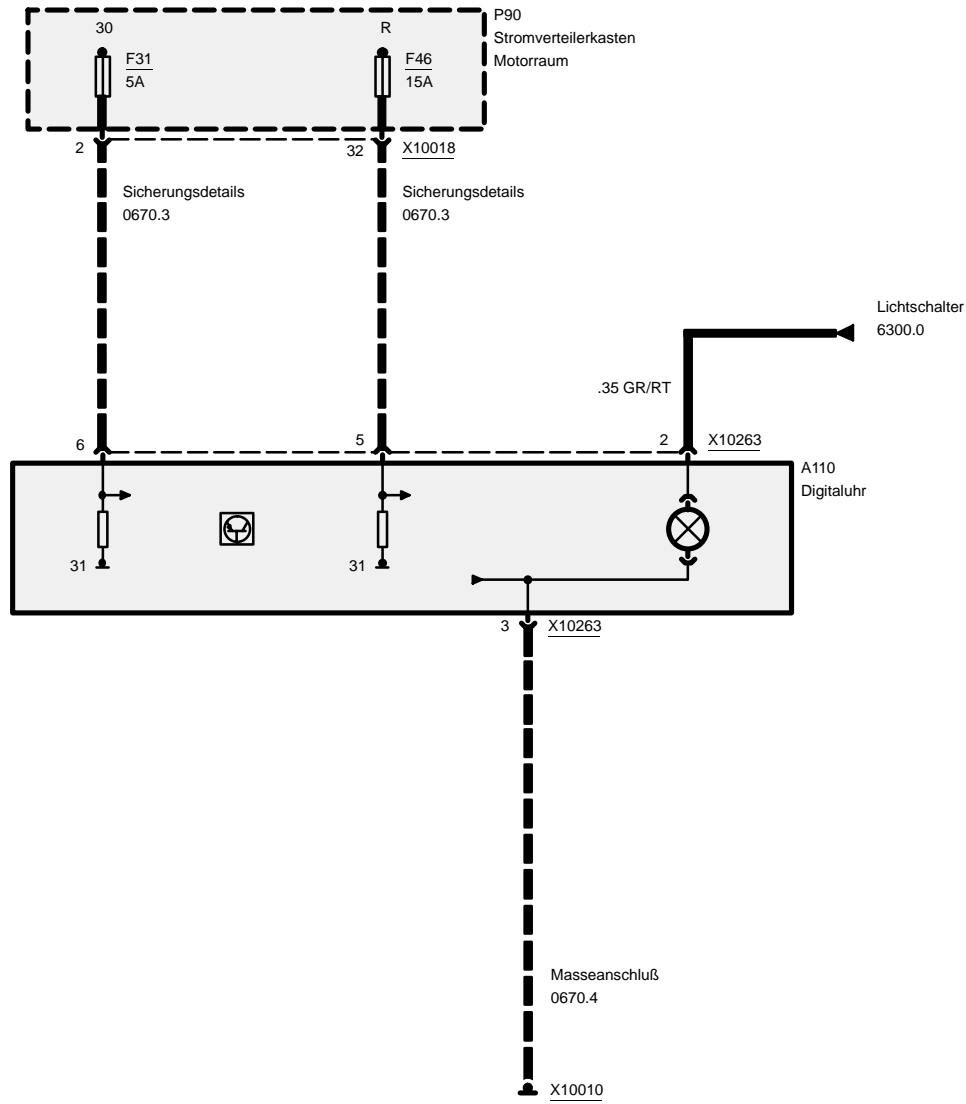 P90
Stromverteilerkasten
Motorraum
30
F31
5A
R
F46
15A
2
32
X10018
Sicherungsdetails
0670.3
Sicherungsdetails
0670.3
Lichtschalter
6300.0
.35 GR/RT
6
5
2
X10263
A110
Digitaluhr
31
31
3
X10263
Masseanschluß
0670.4
X10010